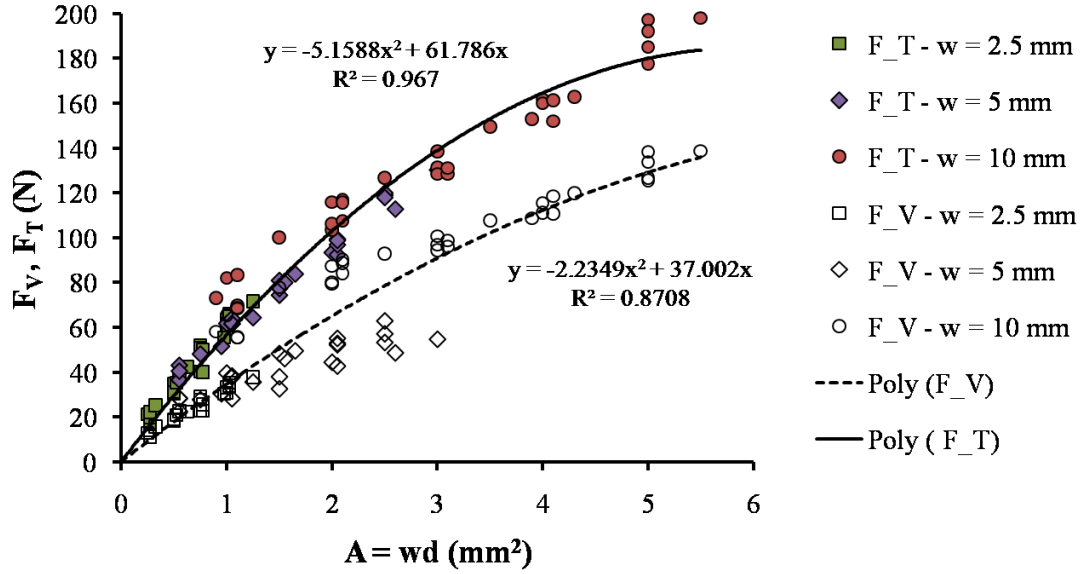 200
180
160
140
120
100
80
60
40
20
0
F_V, F_T (N)
y = -5.1588x² + 61.786x
R² = 0.967
y = -2.2349x² + 37.002x
R² = 0.8708
0 1 2 3 4 5 6
A = wd (mm²)
F_T - w = 2.5 mm
F_T - w = 5 mm
F_T - w = 10 mm
F_V - w = 2.5 mm
F_V - w = 5 mm
F_V - w = 10 mm
Poly (F_V)
Poly ( F_T)